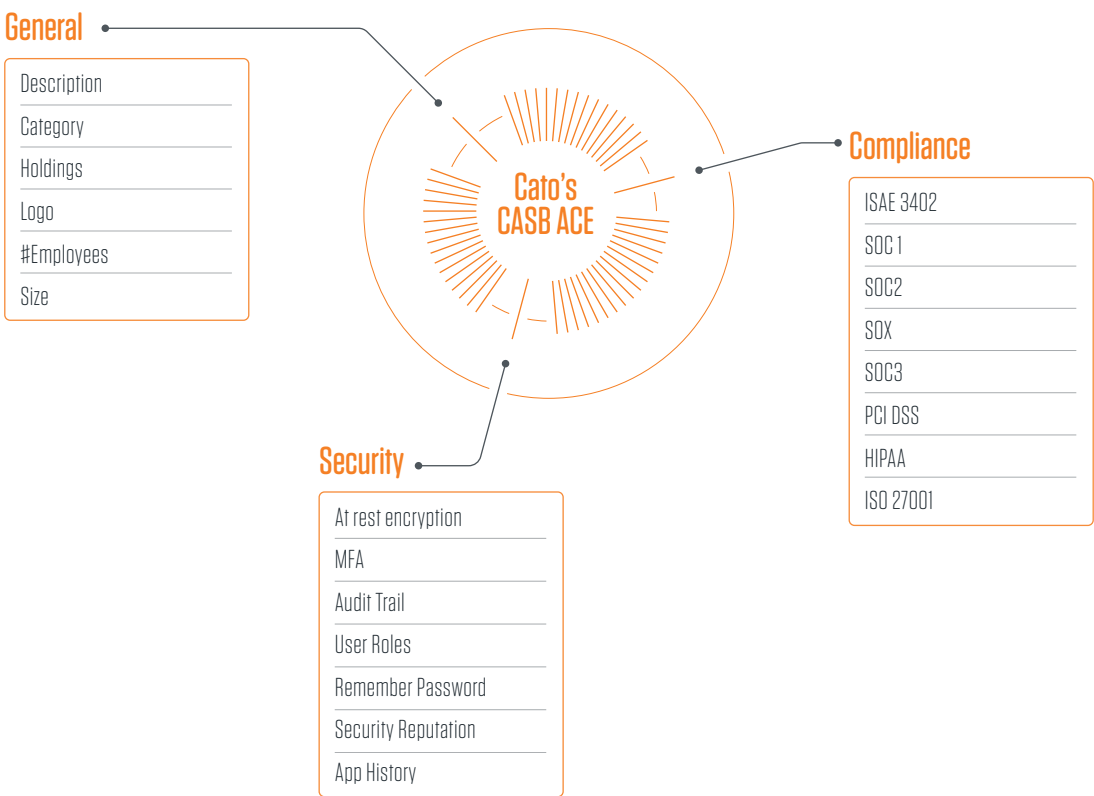 General
Description
Category
Holdings
Logo
#Employees
Size
Cato's
CASB ACE
Compliance
ISAE 3402
SOC 1
SOC2
SOX
SOC3
PCI DSS
HIPAA
ISO 27001
Security
At rest encryption
MFA
Audit Trail
User Roles
Remember Password
Security Reputation
App History